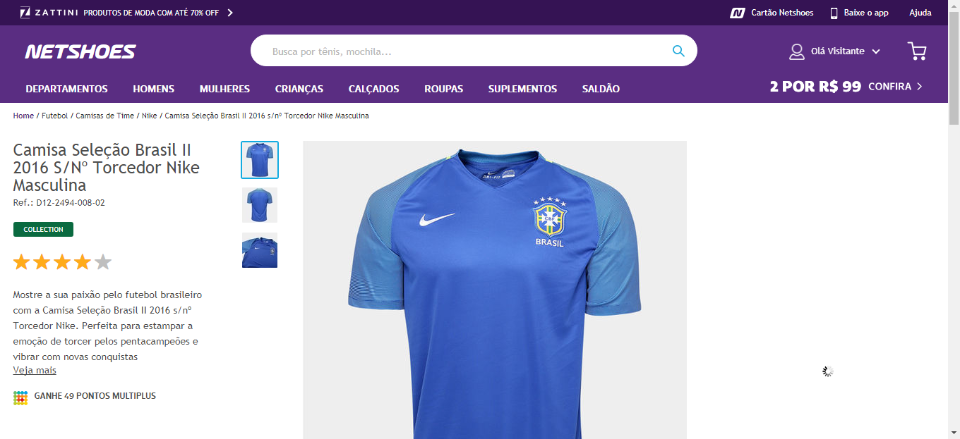 ZATTINI PRODUTOS DE MODA COM ATÉ 70% OFF
Cartão Netshoes
Baixe o app
Ajuda
NETSHOES
Busca por tênis, mochila...
Olá Visitante
DEPARTAMENTOS HOMENS MULHERES CRIANÇAS CALÇADOS ROUPAS SUPLEMENTOS SALDÃO
2 POR R$ 99 CONFIRA
Home / Futebol / Camisas de Time / Nike / Camisa Seleção Brasil II 2016 s/nº Torcedor Nike Masculina
Camisa Seleção Brasil II
2016 S/Nº Torcedor Nike
Masculina
Ref.: D12-2494-008-02
COLLECTION
Mostre a sua paixão pelo futebol brasileiro
com a Camisa Seleção Brasil II 2016 s/nº
Torcedor Nike. Perfeita para estampar a
emoção de torcer pelos pentacampeões e
vibrar com novas conquistas
Veja mais
GANHE 49 PONTOS MULTIPLUS
BRASIL